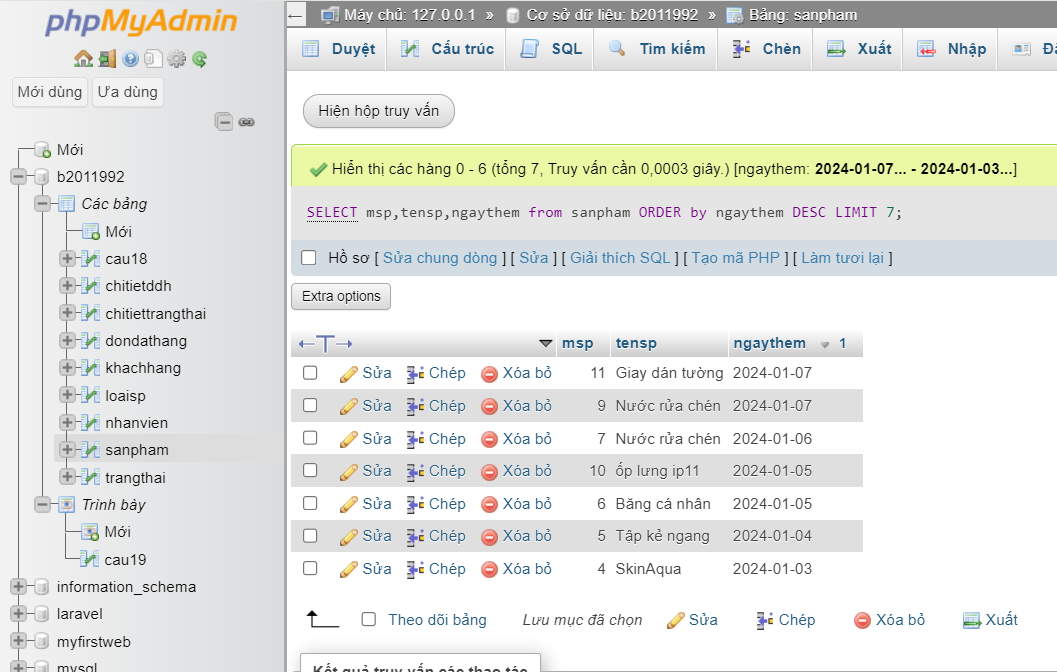 phpMyAdmin
Mới dùng Ưa dùng
Mới
b2011992
Các bảng
Mới
cau18
chitietddh
chitiettrangthai
dondathang
khachhang
loaisp
nhanvien
sanpham
trangthai
Trình bày
Mới
cau19
information_schema
laravel
myfirstweb
mysql
Máy chủ: 127.0.0.1 » Cơ sở dữ liệu: b2011992 » Bảng: sanpham
Duyệt Cấu trúc SQL Tìm kiếm Chèn Xuất Nhập
Hiện hộp truy vấn
Hiển thị các hàng 0 - 6 (tổng 7, Truy vấn cần 0,0003 giây.) [ngaythem: 2024-01-07... - 2024-01-03...]
SELECT msp,tensp,ngaythem from sanpham ORDER by ngaythem DESC LIMIT 7;
Hồ sơ [ Sửa chung dòng ] [ Sửa ] [ Giải thích SQL ] [ Tạo mã PHP ] [ Làm tươi lại ]
Extra options
←T→ msp tensp ngaythem 1
Sửa Chép Xóa bỏ 11 Giay dán tường 2024-01-07
Sửa Chép Xóa bỏ 9 Nước rửa chén 2024-01-07
Sửa Chép Xóa bỏ 7 Nước rửa chén 2024-01-06
Sửa Chép Xóa bỏ 10 ốp lưng ip11 2024-01-05
Sửa Chép Xóa bỏ 6 Băng cá nhân 2024-01-05
Sửa Chép Xóa bỏ 5 Tập kẻ ngang 2024-01-04
Sửa Chép Xóa bỏ 4 SkinAqua 2024-01-03
Theo dõi bảng Lưu mục đã chọn Sửa Chép Xóa bỏ Xuất
Kết quả truy vấn các thao tác